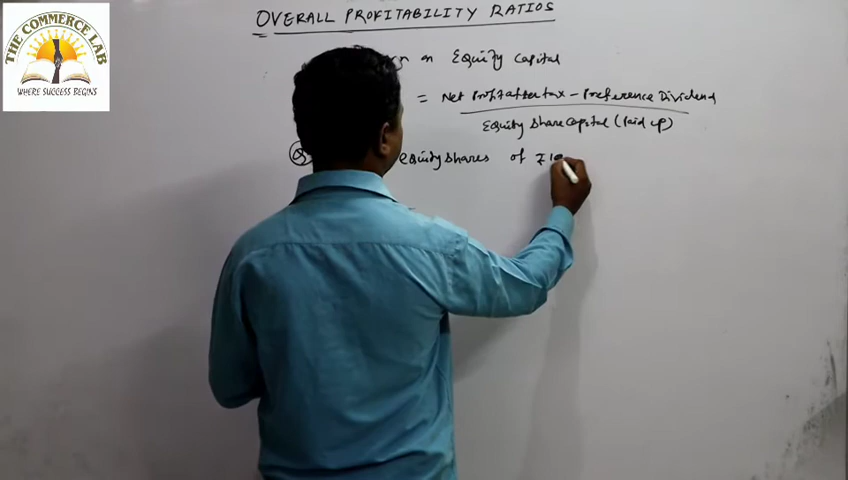 THE COMMERCE LAB
WHERE SUCCESS BEGINS
OVERALL PROFITABILITY RATIOS
on Equity Capital
= Net Profit after tax - Preference Dividend
Equity Share Capital (Paid up)
Q equity shares of ₹10